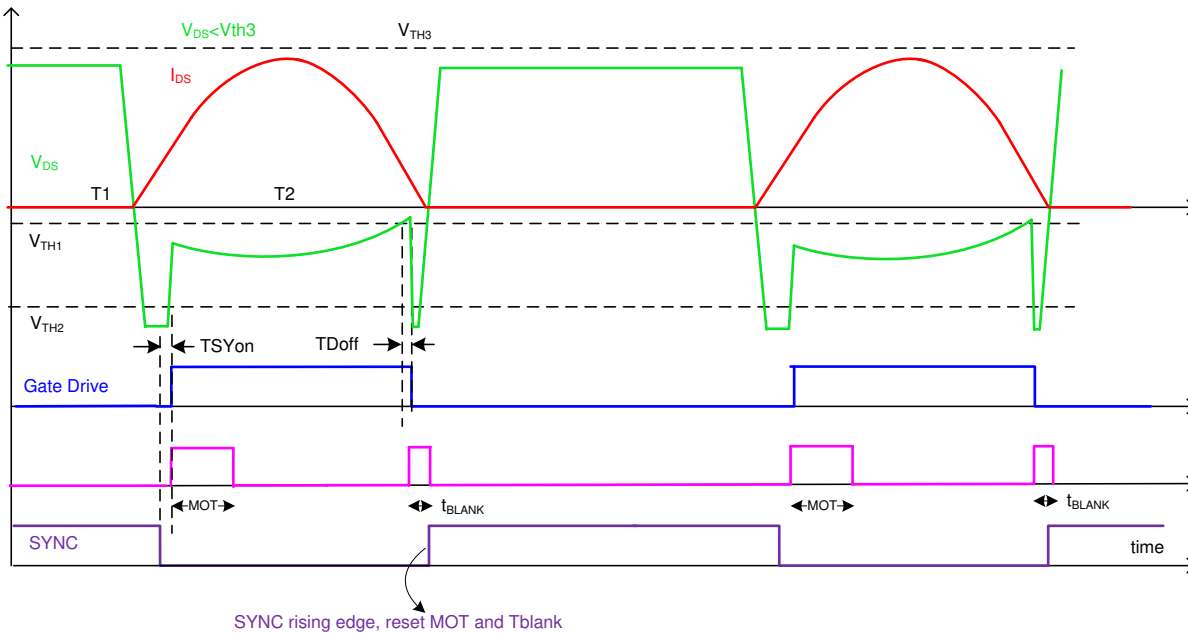 VDS<Vth3
VTH3
IDS
VDS
T1
T2
VTH1
VTH2
TSYon
TDoff
Gate Drive
MOT
tBLANK
MOT
tBLANK
SYNC
time
SYNC rising edge, reset MOT and Tblank